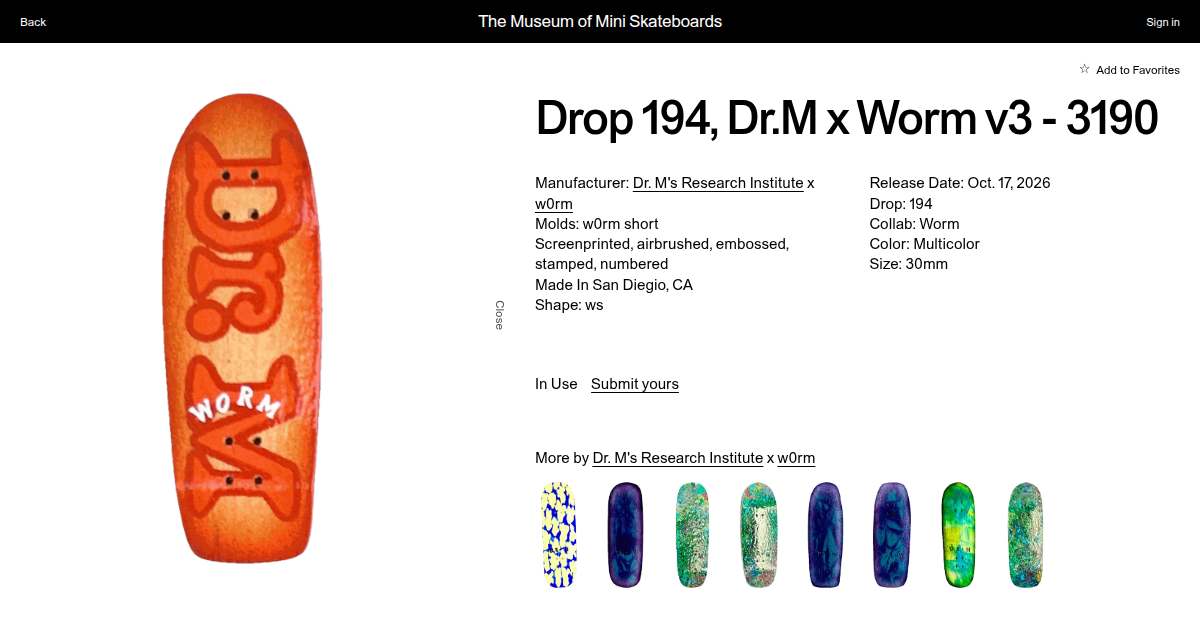 Back
The Museum of Mini Skateboards
Sign in
☆ Add to Favorites
Dr. M
WORM
Drop 194, Dr.M x Worm v3 - 3190
Manufacturer: Dr. M's Research Institute x
w0rm
Molds: w0rm short
Screenprinted, airbrushed, embossed,
stamped, numbered
Made In San Diegio, CA
Shape: ws
Release Date: Oct. 17, 2026
Drop: 194
Collab: Worm
Color: Multicolor
Size: 30mm
Close
In Use Submit yours
More by Dr. M's Research Institute x w0rm